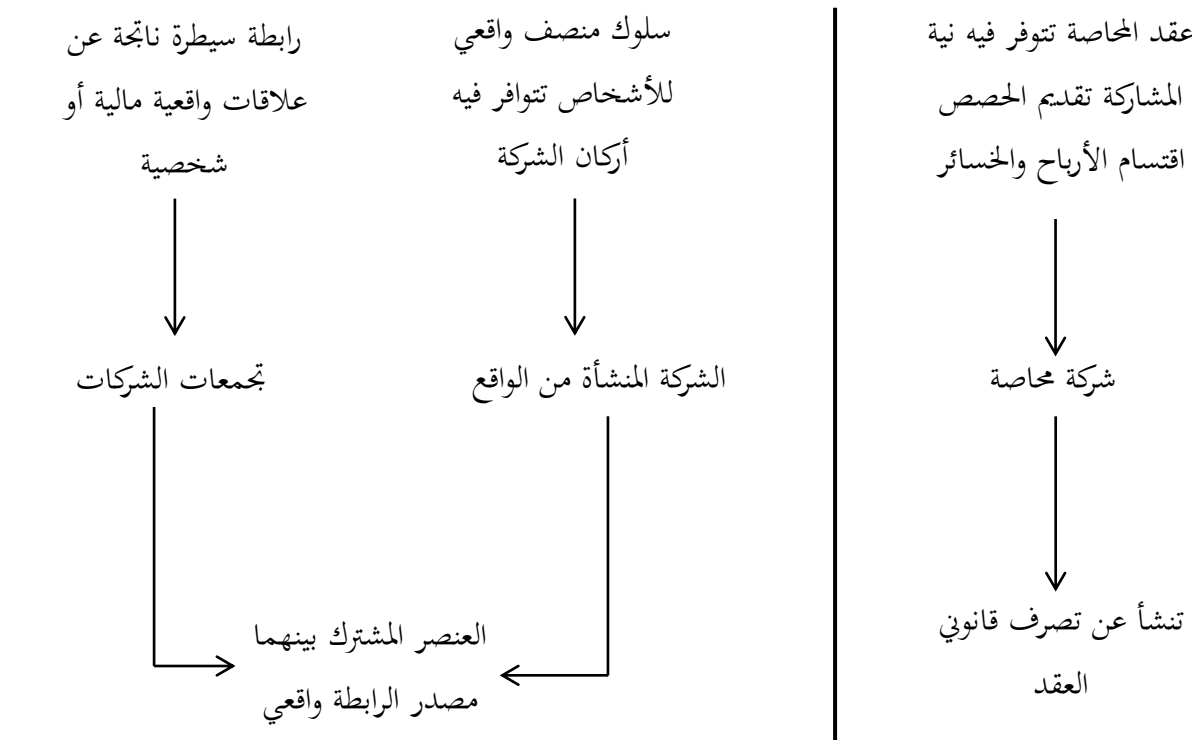 عقد المحاصة تتوفر فيه نية
المشاركة تقديم الحصص
اقتسام الأرباح والخسائر
شركة محاصة
تنشأ عن تصرف قانوني
العقد
سلوك منصف واقعي
للأشخاص تتوافر فيه
أركان الشركة
الشركة المنشأة من الواقع
رابطة سيطرة ناتجة عن
علاقات واقعية مالية أو
شخصية
تجمعات الشركات
العنصر المشترك بينهما
مصدر الرابطة واقعي